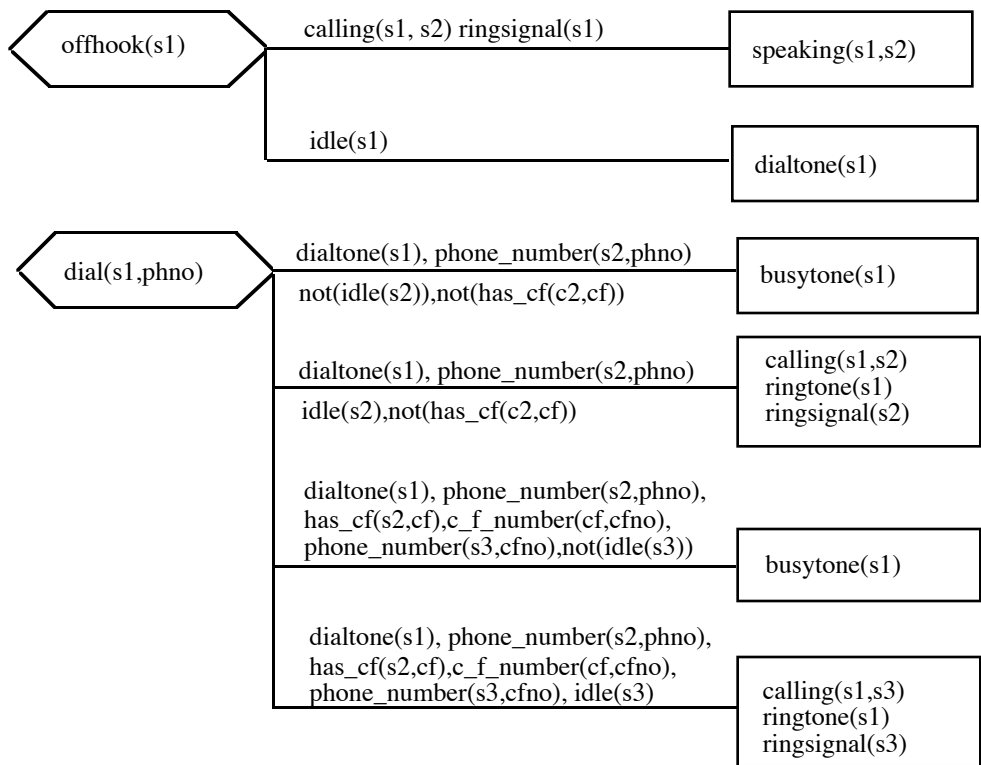 offhook(s1)
calling(s1, s2) ringsignal(s1)
speaking(s1,s2)
idle(s1)
dialtone(s1)
dial(s1,phno)
dialtone(s1), phone_number(s2,phno)
not(idle(s2)),not(has_cf(c2,cf))
busytone(s1)
dialtone(s1), phone_number(s2,phno)
idle(s2),not(has_cf(c2,cf))
calling(s1,s2)
ringtone(s1)
ringsignal(s2)
dialtone(s1), phone_number(s2,phno),
has_cf(s2,cf),c_f_number(cf,cfno),
phone_number(s3,cfno),not(idle(s3))
busytone(s1)
dialtone(s1), phone_number(s2,phno),
has_cf(s2,cf),c_f_number(cf,cfno),
phone_number(s3,cfno), idle(s3)
calling(s1,s3)
ringtone(s1)
ringsignal(s3)